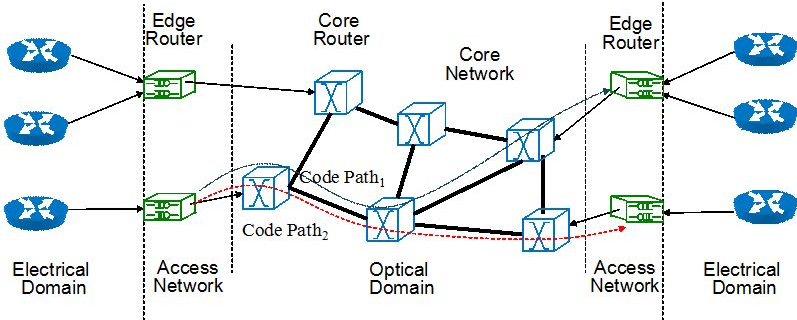 Edge
Router
Core
Router
Core
Network
Edge
Router
Code Path1
Code Path2
Electrical
Domain
Access
Network
Optical
Domain
Access
Network
Electrical
Domain